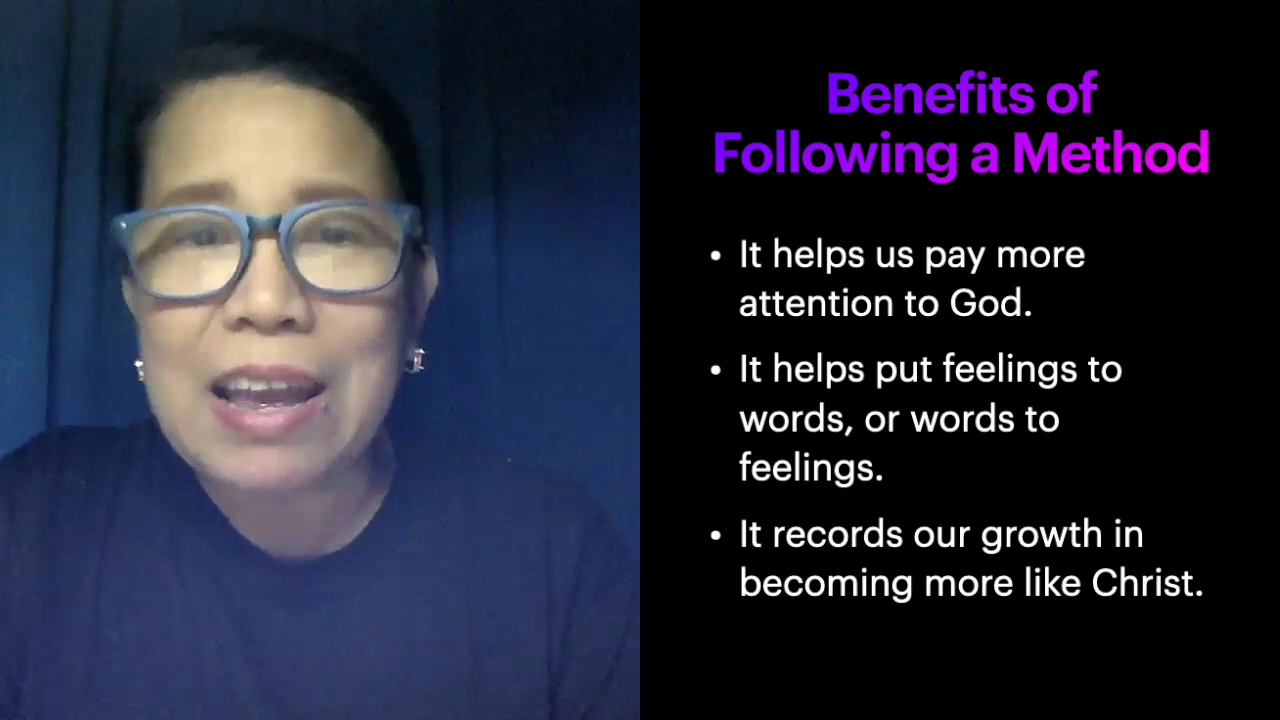 Benefits of
Following a Method
• It helps us pay more
attention to God.
• It helps put feelings to
words, or words to
feelings.
• It records our growth in
becoming more like Christ.